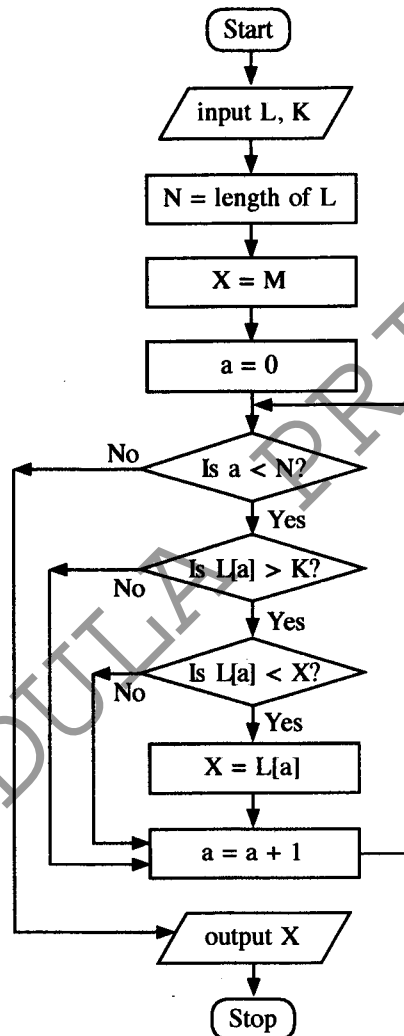 Start
input L, K
N = length of L
X = M
a = 0
Is a < N?
No
Yes
Is L[a] > K?
No
Yes
Is L[a] < X?
No
Yes
X = L[a]
a = a + 1
output X
Stop